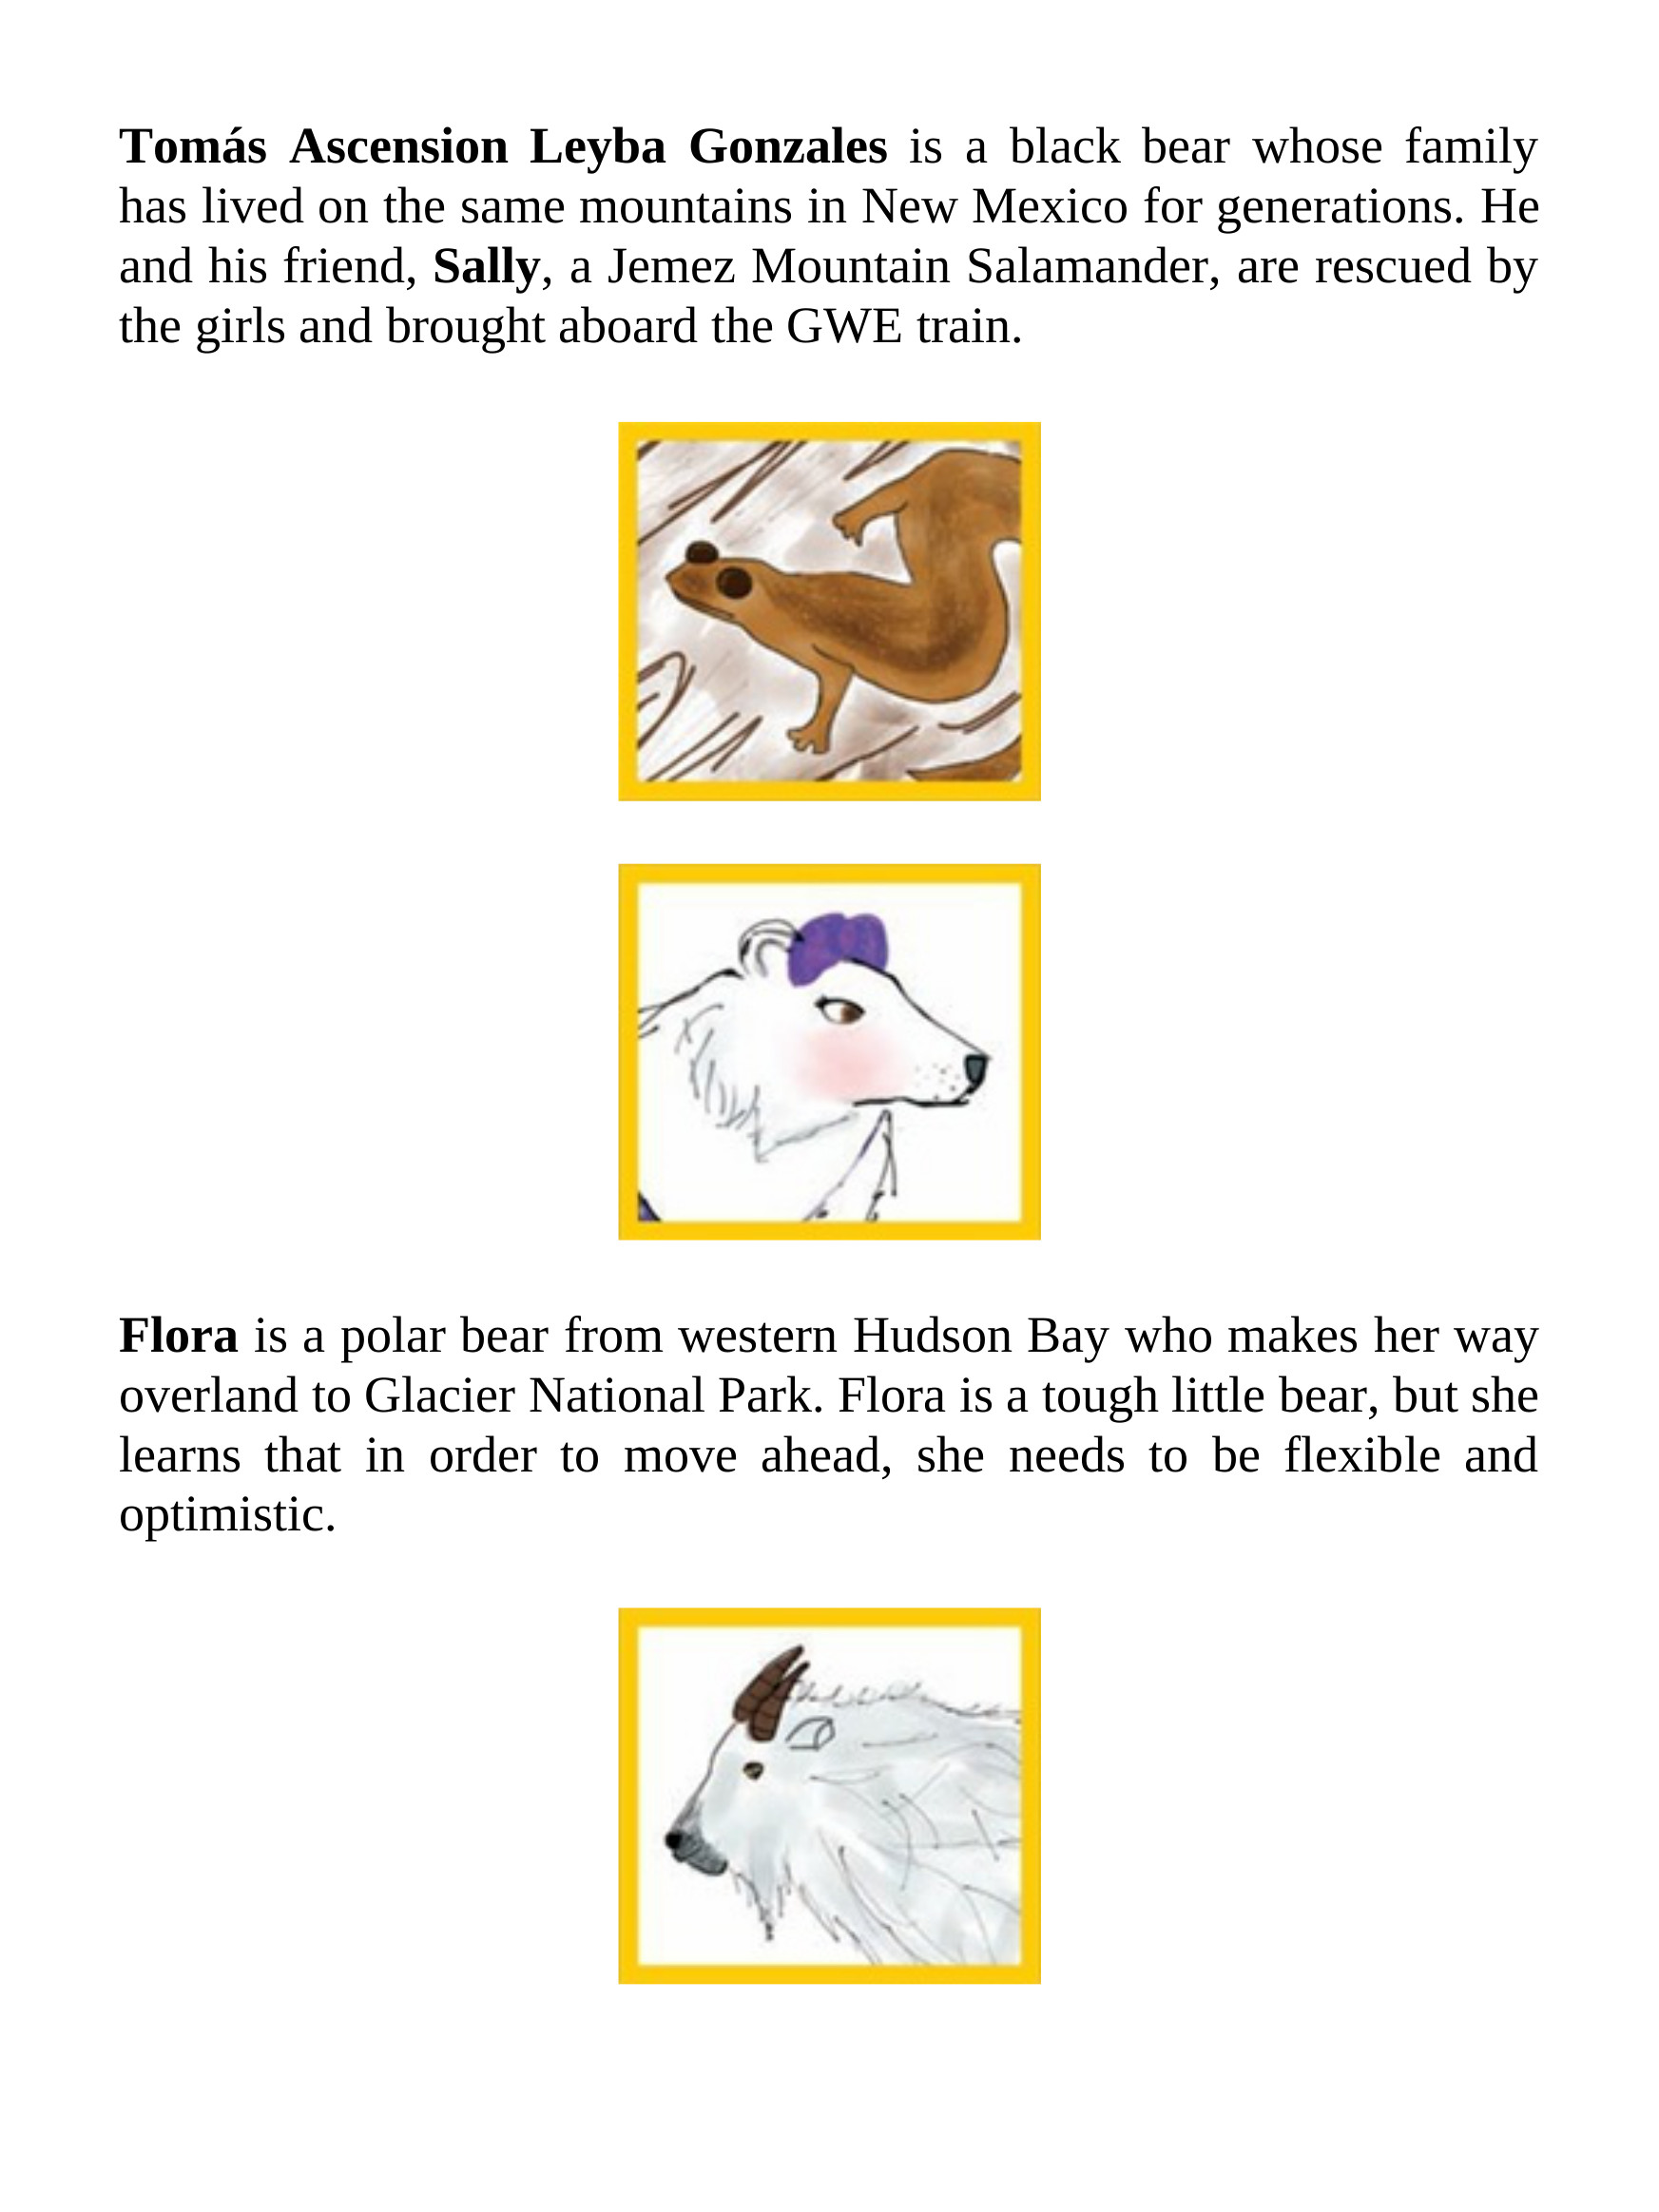 Tomás Ascension Leyba Gonzales is a black bear whose family
has lived on the same mountains in New Mexico for generations. He
and his friend, Sally, a Jemez Mountain Salamander, are rescued by
the girls and brought aboard the GWE train.
Flora is a polar bear from western Hudson Bay who makes her way
overland to Glacier National Park. Flora is a tough little bear, but she
learns that in order to move ahead, she needs to be flexible and
optimistic.